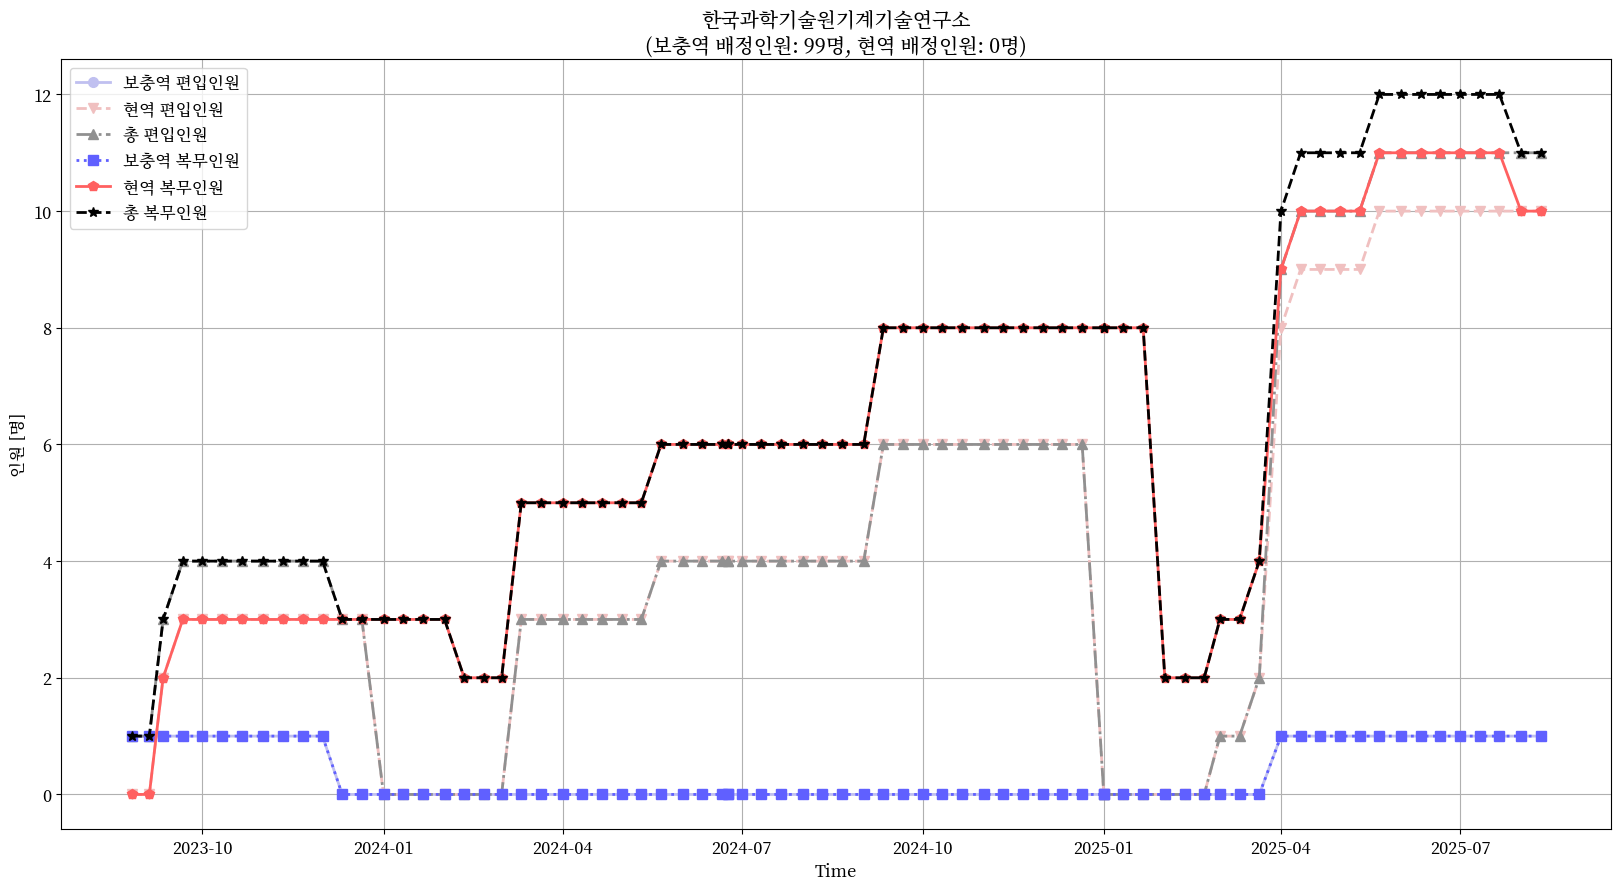 한국과학기술원기계기술연구소
(보충역 배정인원: 99명, 현역 배정인원: 0명)
보충역 편입인원
현역 편입인원
총 편입인원
보충역 복무인원
현역 복무인원
총 복무인원
12
10
8
6
4
2
0
인원 [명]
2023-10
2024-01
2024-04
2024-07
2024-10
2025-01
2025-04
2025-07
Time